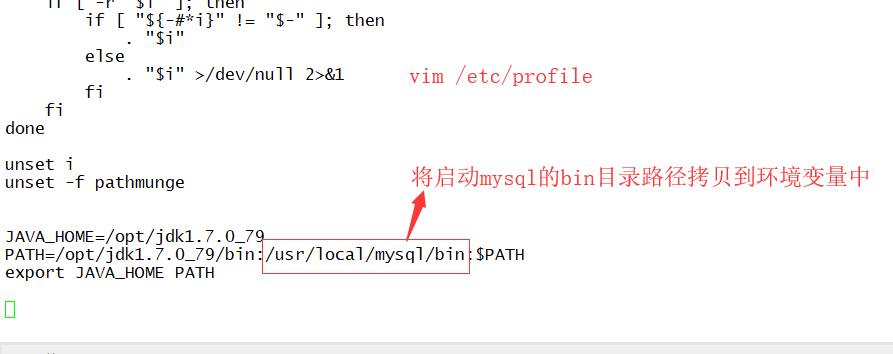 if [ -r "$i" ]; then
if [ "${-#*i}" != "$-" ]; then
. "$i"
else
. "$i" >/dev/null 2>&1
fi
fi
done
vim /etc/profile
unset i
unset -f pathmunge
将启动mysql的bin目录路径拷贝到环境变量中
JAVA_HOME=/opt/jdk1.7.0_79
PATH=/opt/jdk1.7.0_79/bin:/usr/local/mysql/bin:$PATH
export JAVA_HOME PATH